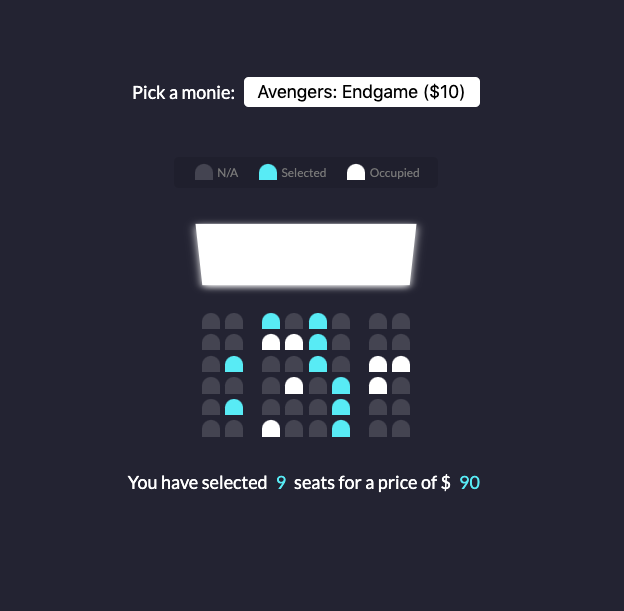 Pick a monie: Avengers: Endgame ($10)
N/A Selected Occupied
You have selected 9 seats for a price of $ 90